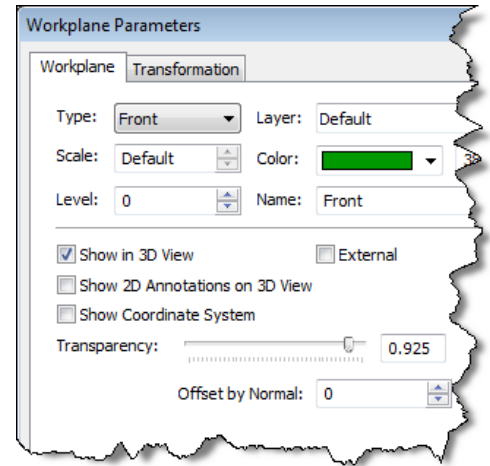 Workplane Parameters
Workplane Transformation
Type: Front Layer: Default
Scale: Default Color:
Level: 0 Name: Front
Show in 3D View External
Show 2D Annotations on 3D View
Show Coordinate System
Transparency: 0.925
Offset by Normal: 0